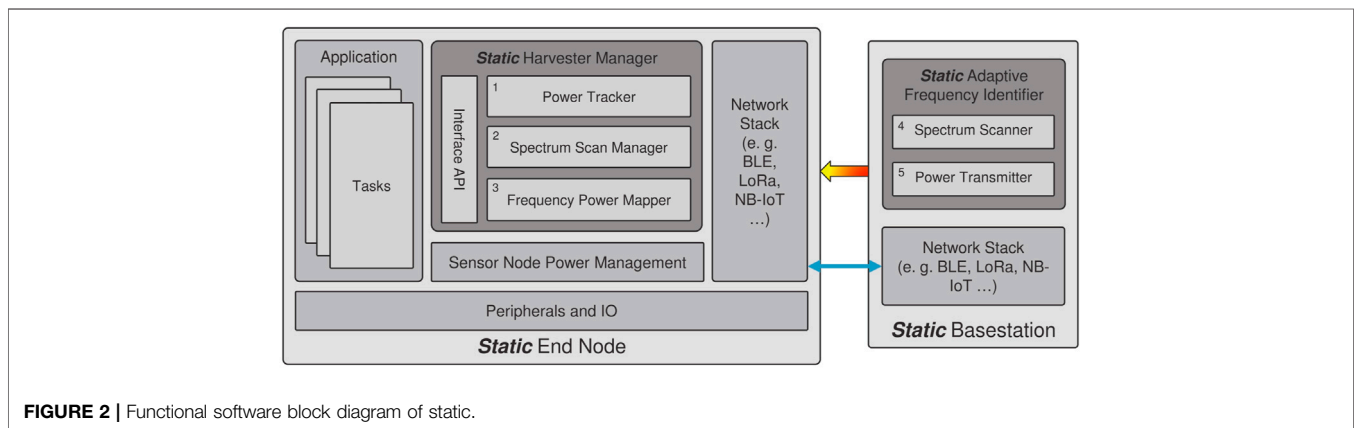 Application
Tasks
Static Harvester Manager
Interface API
1
Power Tracker
2
Spectrum Scan Manager
3
Frequency Power Mapper
Sensor Node Power Management
Network
Stack
(e. g.
BLE,
LoRa,
NB-IoT
...)
Peripherals and IO
Static End Node
Static Adaptive
Frequency Identifier
4
Spectrum Scanner
5
Power Transmitter
Network Stack
(e. g. BLE, LoRa, NB-
IoT ...)
Static Basestation
FIGURE 2 | Functional software block diagram of static.